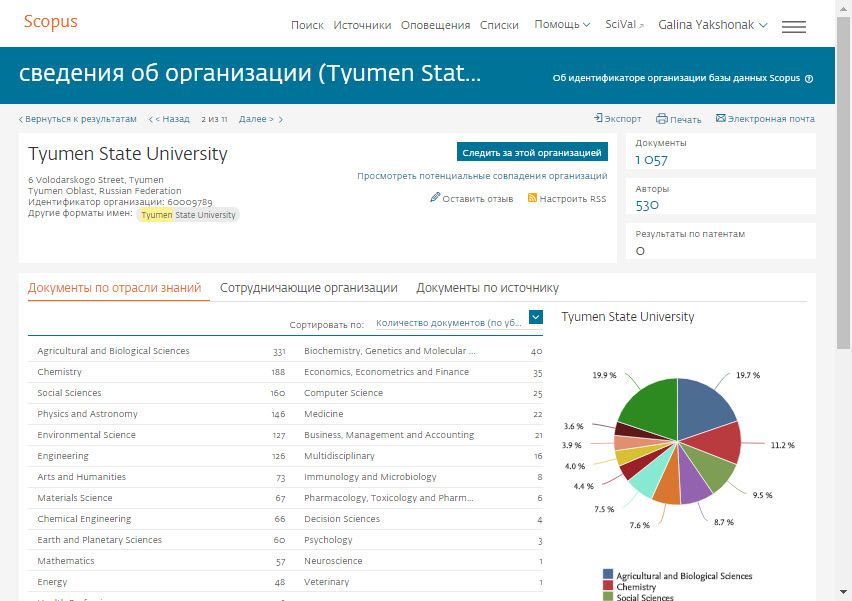 Scopus
Поиск Источники Оповещения Списки Помощь SciVal Galina Yakshonak
сведения об организации (Tyumen Stat...
Об идентификаторе организации базы данных Scopus
Вернуться к результатам < Назад 2 из 11 Далее >
Экспорт Печать Электронная почта
Tyumen State University
Следить за этой организацией
Просмотреть потенциальные совпадения организаций
Оставить отзыв Настроить RSS
6 Volodarskogo Street, Tyumen
Tyumen Oblast, Russian Federation
Идентификатор организации: 60009789
Другие форматы имен: Tyumen State University
Документы
1 057
Авторы
530
Результаты по патентам
0
Документы по отрасли знаний Сотрудничающие организации Документы по источнику
Сортировать по: Количество документов (по уб...
Agricultural and Biological Sciences 331 Biochemistry, Genetics and Molecular ... 40
Chemistry 188 Economics, Econometrics and Finance 35
Social Sciences 160 Computer Science 25
Physics and Astronomy 146 Medicine 22
Environmental Science 127 Business, Management and Accounting 21
Engineering 126 Multidisciplinary 16
Arts and Humanities 73 Immunology and Microbiology 8
Materials Science 67 Pharmacology, Toxicology and Pharm... 6
Chemical Engineering 66 Decision Sciences 4
Earth and Planetary Sciences 60 Psychology 3
Mathematics 57 Neuroscience 1
Energy 48 Veterinary 1
Tyumen State University
19.9 % 19.7 %
3.6 %
3.9 % 11.2 %
4.0 %
4.4 % 9.5 %
7.5 %
7.6 % 8.7 %
Agricultural and Biological Sciences
Chemistry
Social Sciences